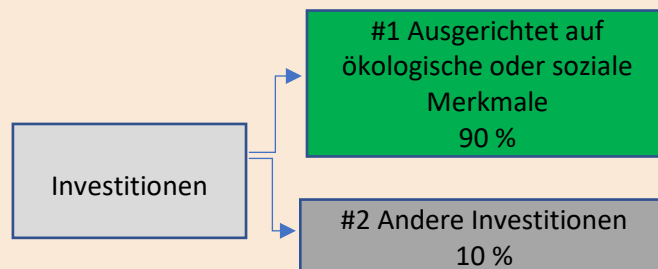 #1 Ausgerichtet auf
ökologische oder soziale
Merkmale
90 %
Investitionen
#2 Andere Investitionen
10 %